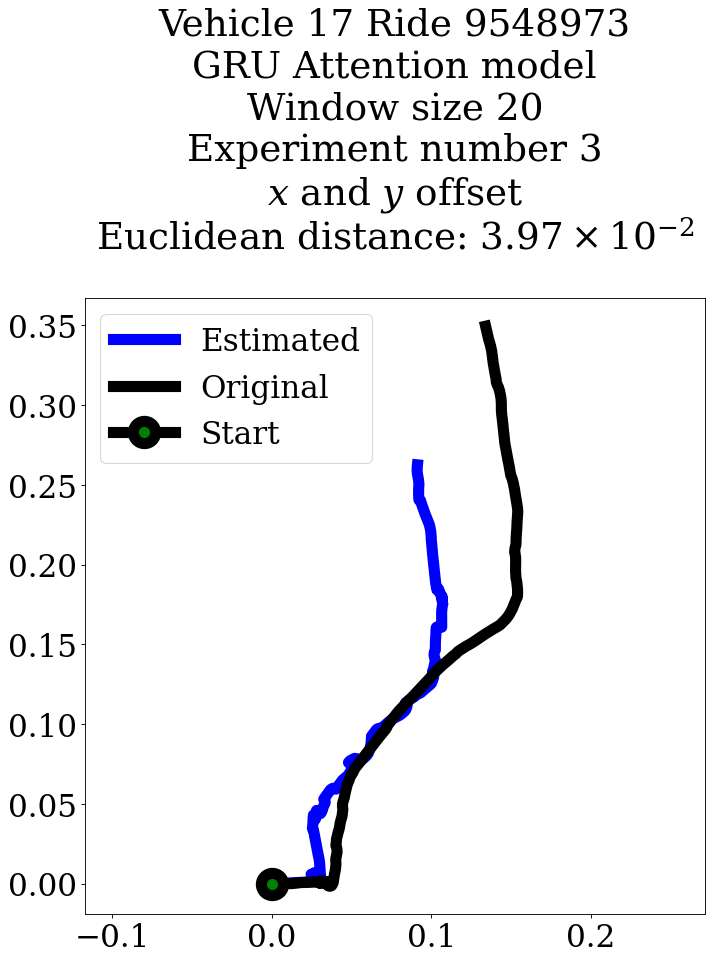 Vehicle 17 Ride 9548973
GRU Attention model
Window size 20
Experiment number 3
x and y offset
Euclidean distance: 3.97 × 10⁻²
Estimated
Original
Start
0.35
0.30
0.25
0.20
0.15
0.10
0.05
0.00
−0.1 0.0 0.1 0.2